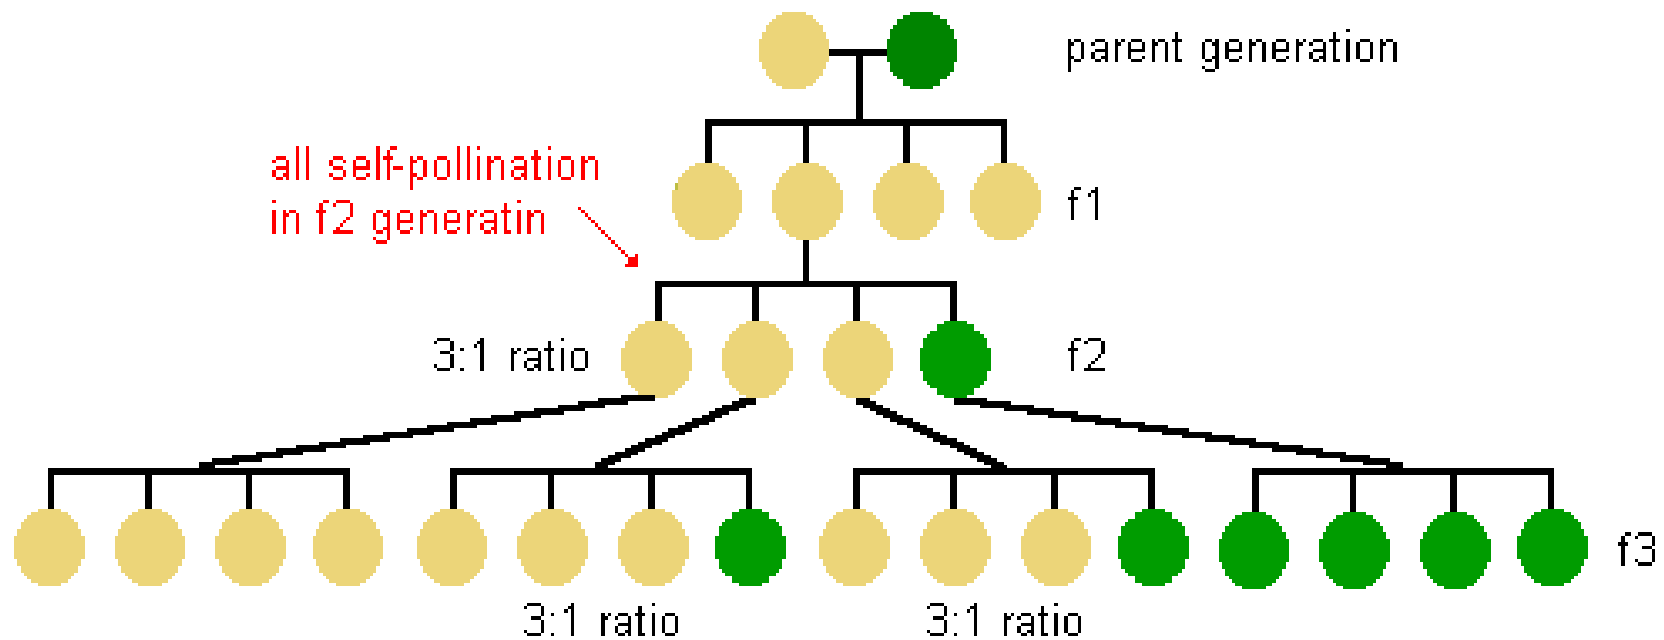 parent generation
all self-pollination
in f2 generatin
f1
3:1 ratio
f2
f3
3:1 ratio
3:1 ratio